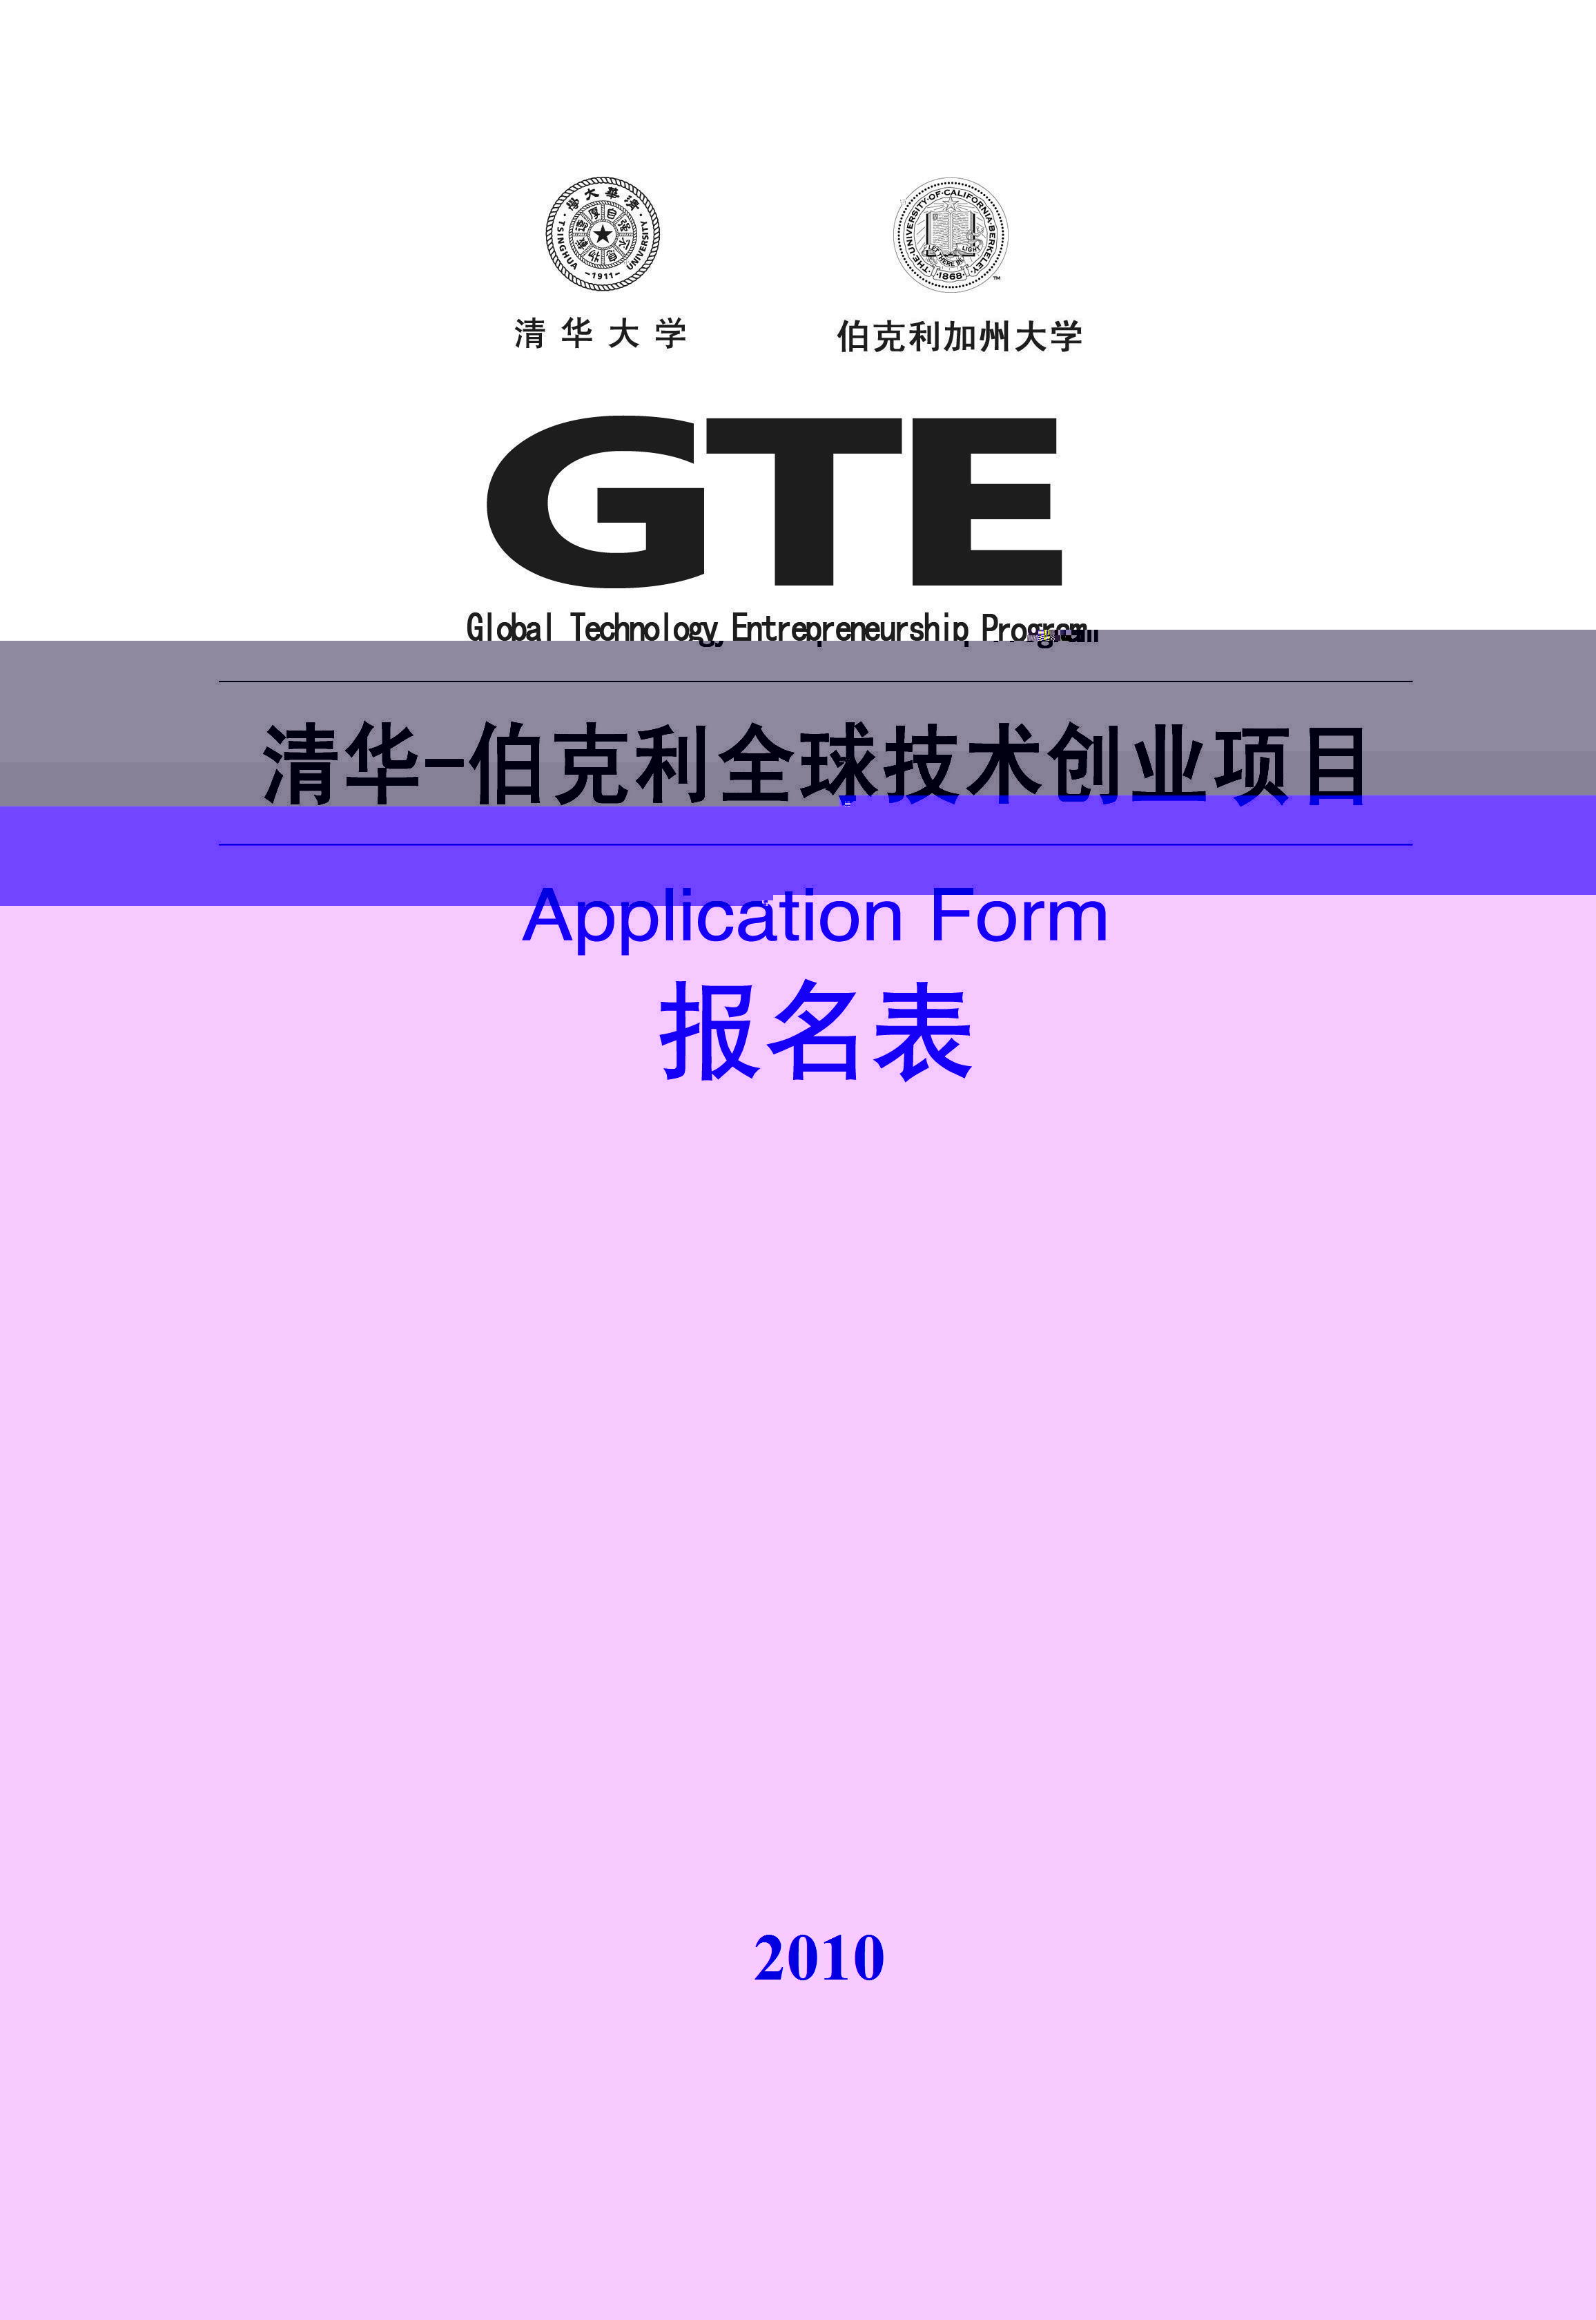 清华大学 伯克利加州大学
GTE
Global Technology Entrepreneurship Program
清华-伯克利全球技术创业项目
Application Form
报名表
2010